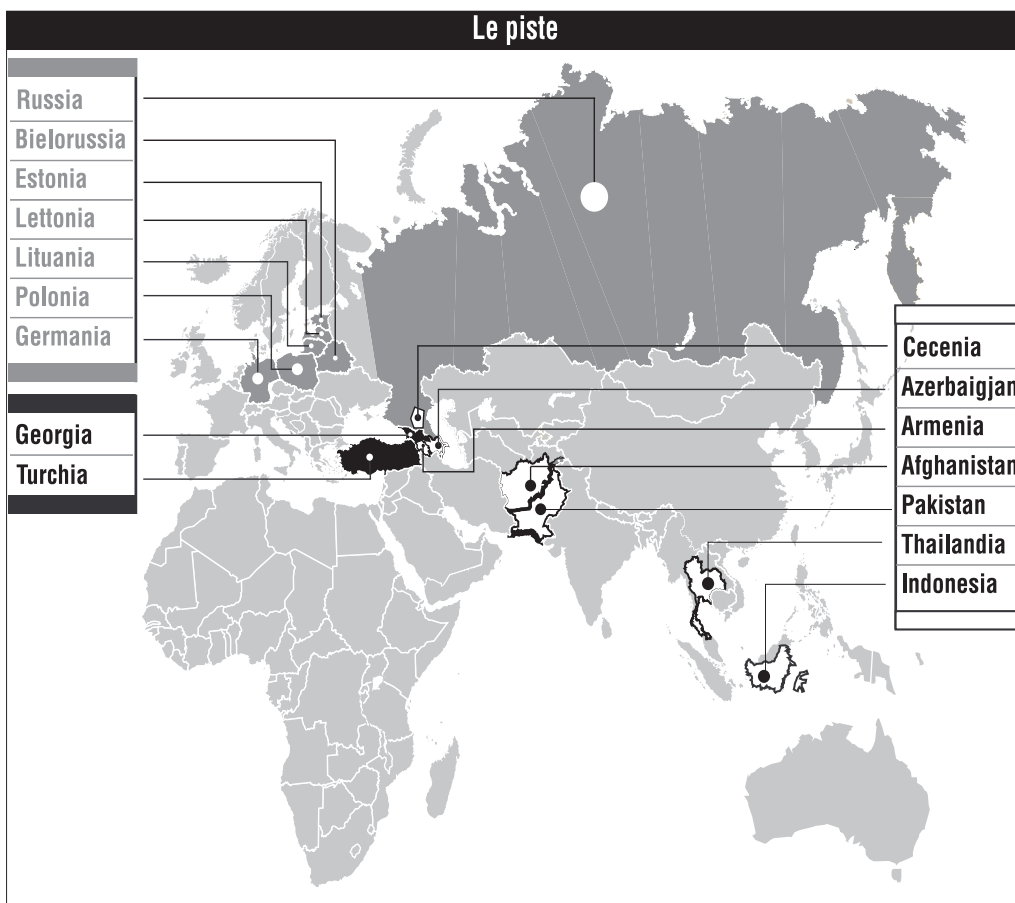 Le piste
Russia
Bielorussia
Estonia
Lettonia
Lituania
Polonia
Germania
Georgia
Turchia
Cecenia
Azerbaigjan
Armenia
Afghanistan
Pakistan
Thailandia
Indonesia